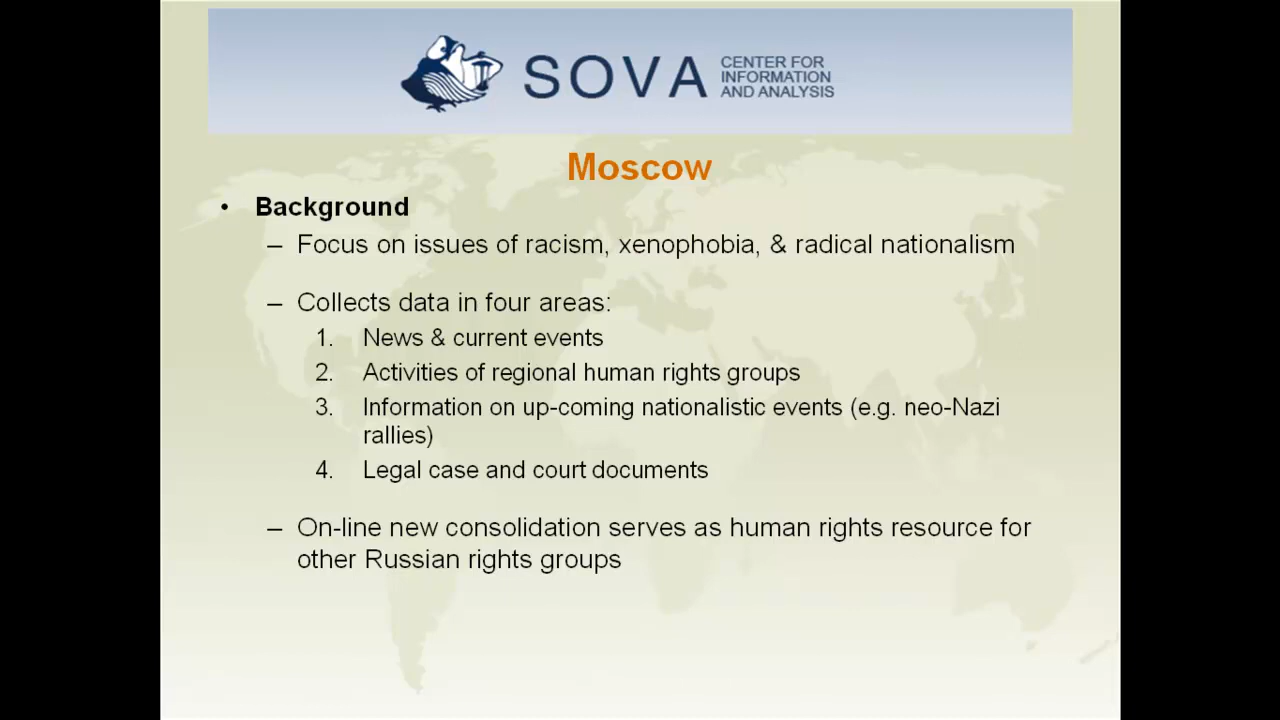 SOVA
CENTER FOR
INFORMATION
AND ANALYSIS
Moscow
• Background
– Focus on issues of racism, xenophobia, & radical nationalism
– Collects data in four areas:
1. News & current events
2. Activities of regional human rights groups
3. Information on up-coming nationalistic events (e.g. neo-Nazi
rallies)
4. Legal case and court documents
– On-line new consolidation serves as human rights resource for
other Russian rights groups